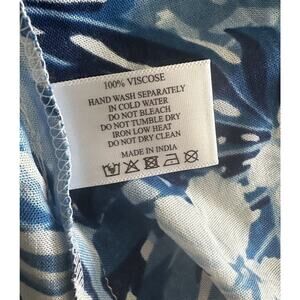 100% VISCOSE
HAND WASH SEPARATELY
IN COLD WATER
DO NOT BLEACH
DO NOT TUMBLE DRY
IRON LOW HEAT
DO NOT DRY CLEAN
MADE IN INDIA